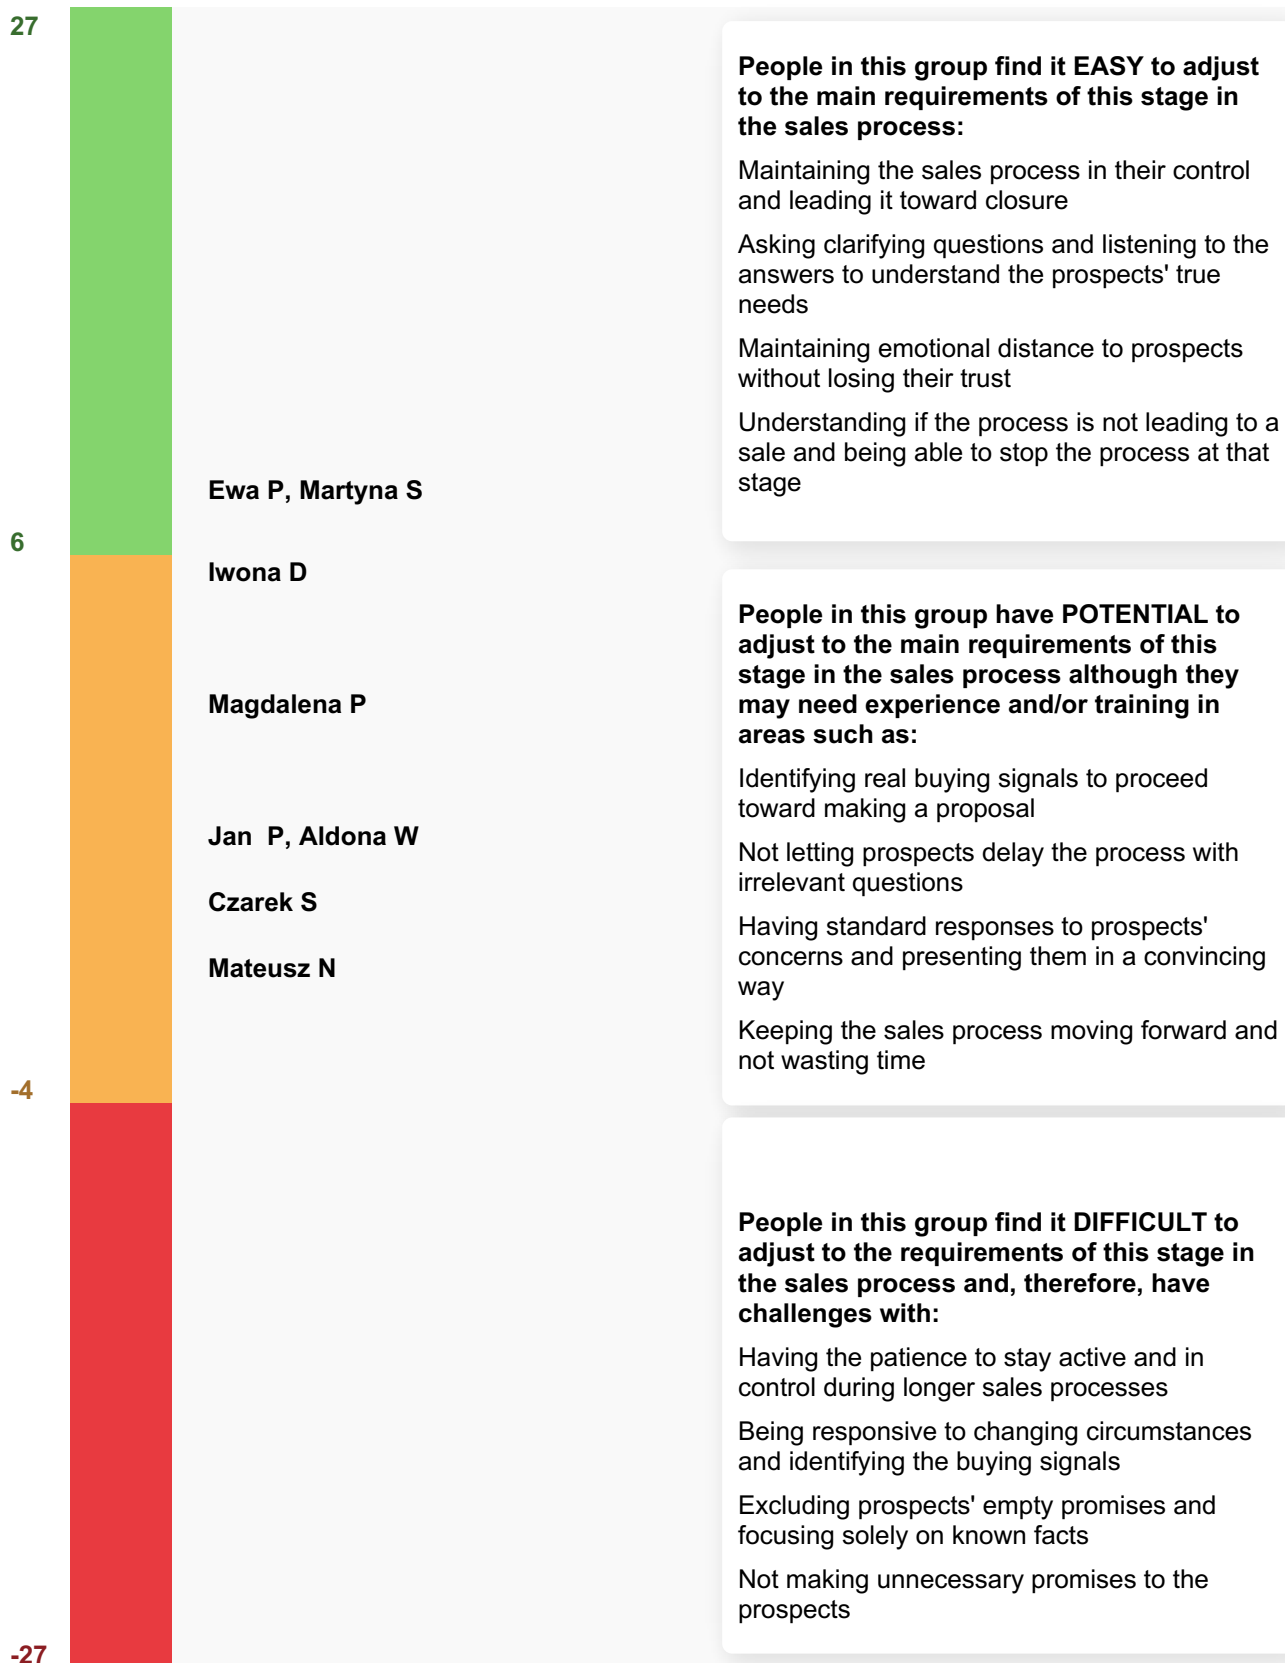 27
People in this group find it EASY to adjust
to the main requirements of this stage in
the sales process:
Maintaining the sales process in their control
and leading it toward closure
Asking clarifying questions and listening to the
answers to understand the prospects' true
needs
Maintaining emotional distance to prospects
without losing their trust
Understanding if the process is not leading to a
sale and being able to stop the process at that
stage
Ewa P, Martyna S
6
Iwona D
People in this group have POTENTIAL to
adjust to the main requirements of this
stage in the sales process although they
may need experience and/or training in
areas such as:
Magdalena P
Identifying real buying signals to proceed
toward making a proposal
Not letting prospects delay the process with
irrelevant questions
Having standard responses to prospects'
concerns and presenting them in a convincing
way
Keeping the sales process moving forward and
not wasting time
Jan  P, Aldona W
Czarek S
Mateusz N
-4
People in this group find it DIFFICULT to
adjust to the requirements of this stage in
the sales process and, therefore, have
challenges with:
Having the patience to stay active and in
control during longer sales processes
Being responsive to changing circumstances
and identifying the buying signals
Excluding prospects' empty promises and
focusing solely on known facts
Not making unnecessary promises to the
prospects
-27